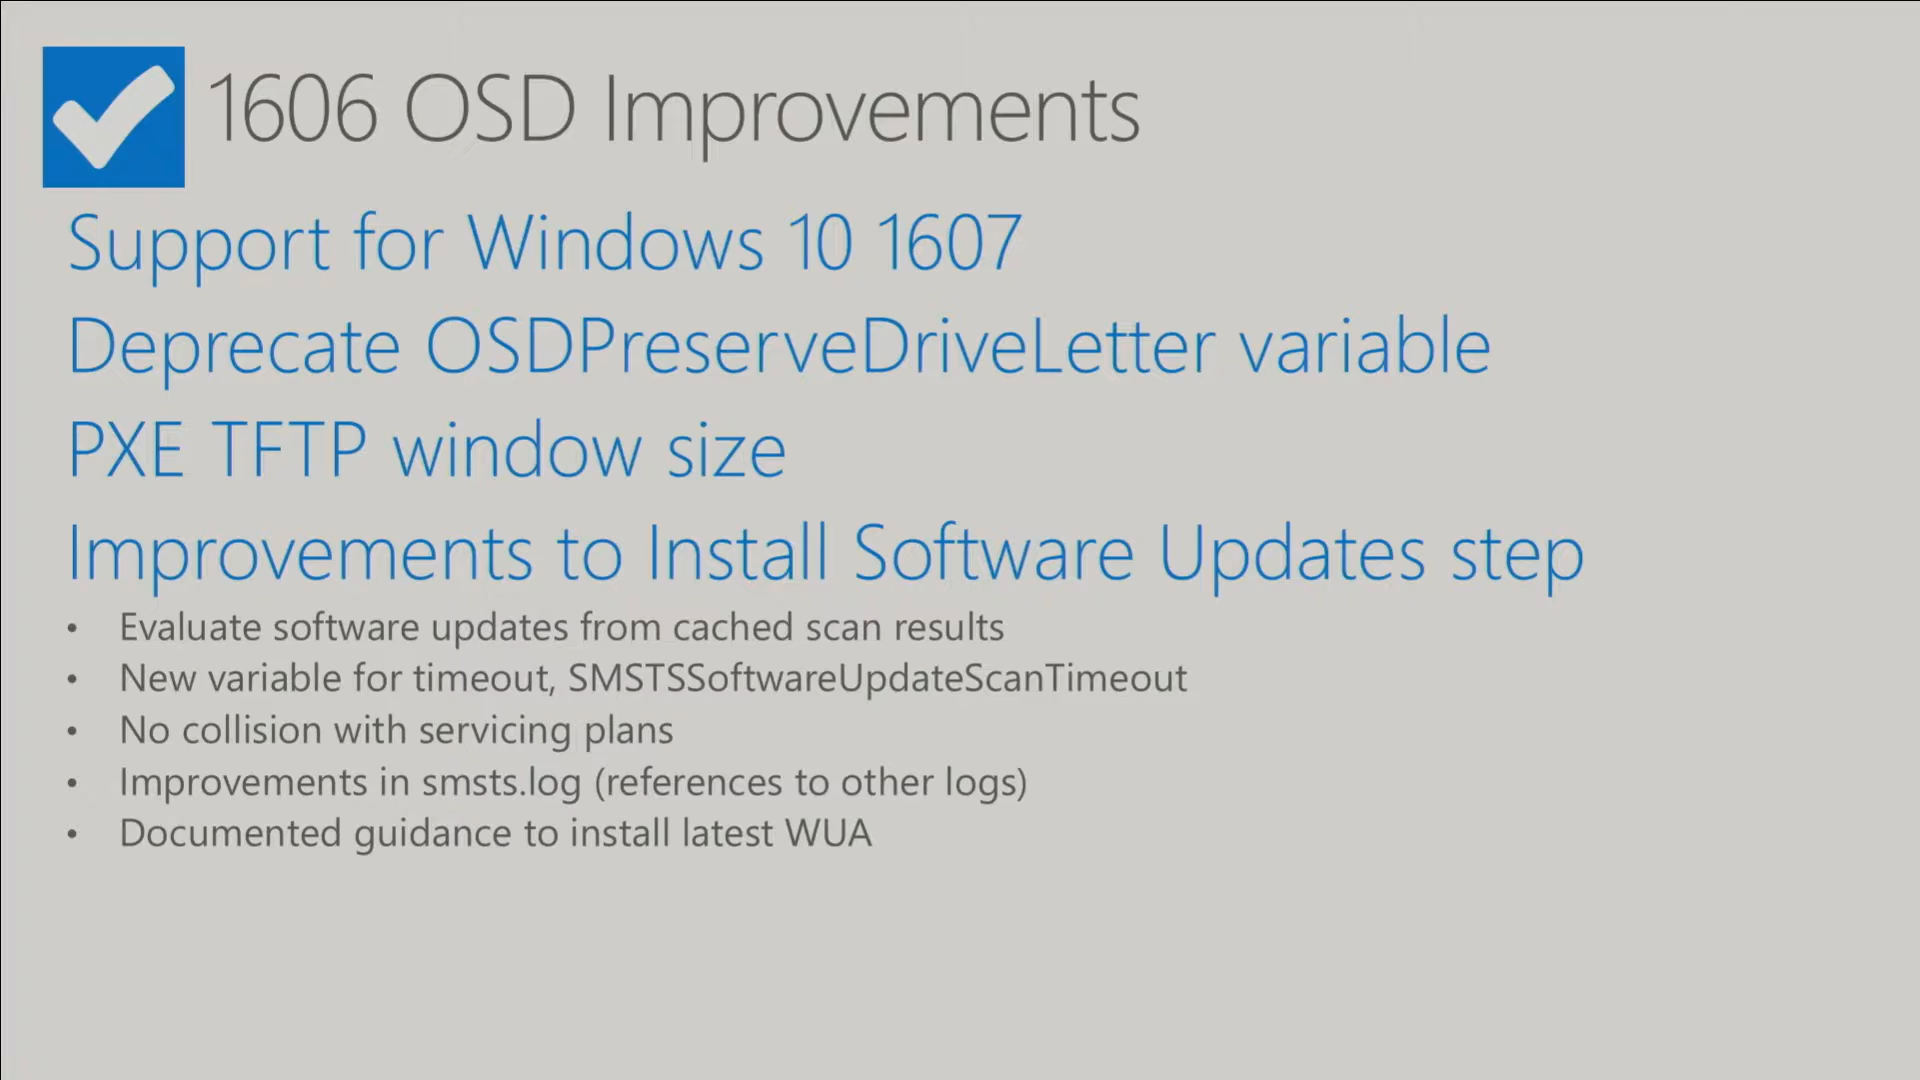 1606 OSD Improvements
Support for Windows 10 1607
Deprecate OSDPreserveDriveLetter variable
PXE TFTP window size
Improvements to Install Software Updates step
• Evaluate software updates from cached scan results
• New variable for timeout, SMSTSSoftwareUpdateScanTimeout
• No collision with servicing plans
• Improvements in smsts.log (references to other logs)
• Documented guidance to install latest WUA